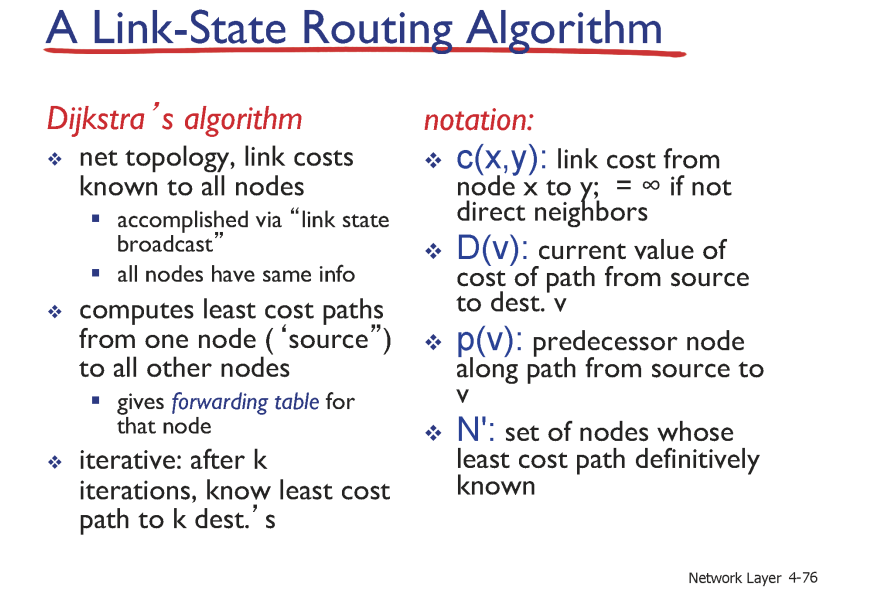 A Link-State Routing Algorithm
Dijkstra’s algorithm
❖ net topology, link costs
known to all nodes
▪ accomplished via “link state
broadcast”
▪ all nodes have same info
❖ computes least cost paths
from one node (‘source”)
to all other nodes
▪ gives forwarding table for
that node
❖ iterative: after k
iterations, know least cost
path to k dest.’s
notation:
❖ c(x,y): link cost from
node x to y; = ∞ if not
direct neighbors
❖ D(v): current value of
cost of path from source
to dest. v
❖ p(v): predecessor node
along path from source to
v
❖ N': set of nodes whose
least cost path definitively
known
Network Layer 4-76